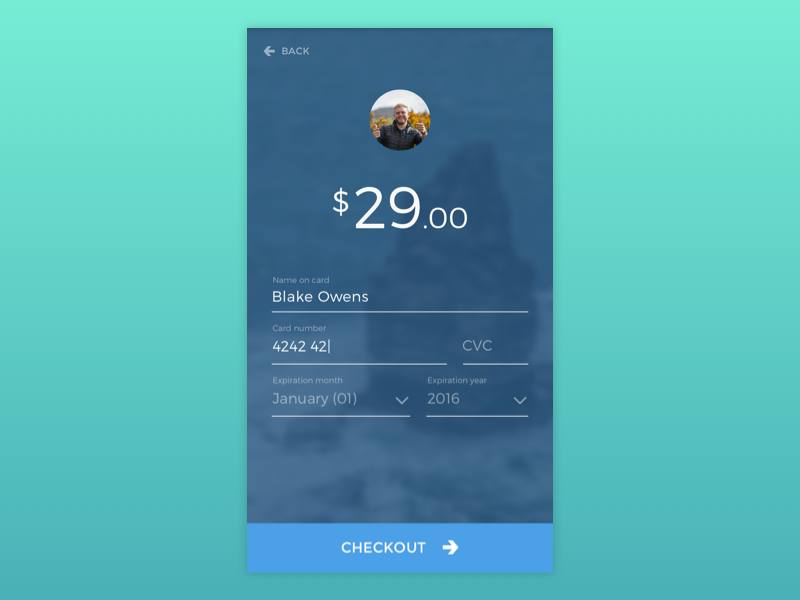 BACK
$29.00
Name on card
Blake Owens
Card number
4242 42
CVC
Expiration month
Expiration year
January (01)
2016
CHECKOUT